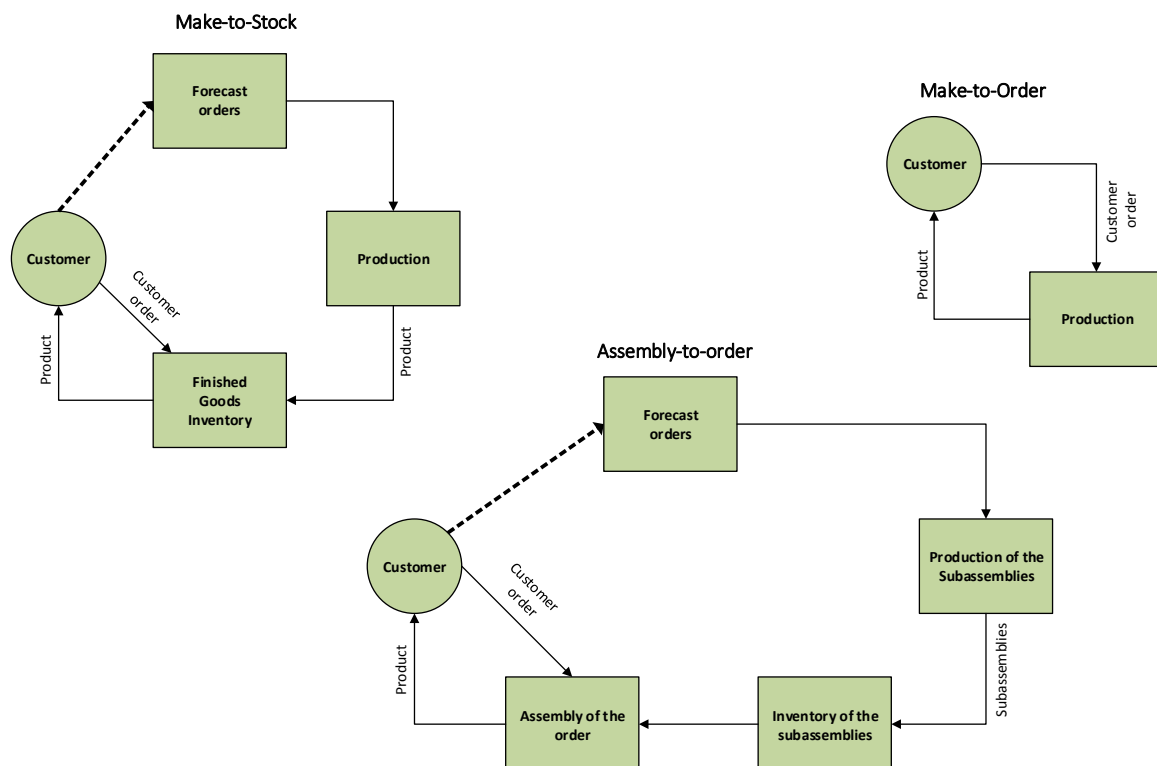 Make-to-Stock
Forecast
orders
Customer
Production
Customer
order
Product
Product
Finished
Goods
Inventory
Make-to-Order
Customer
Customer
order
Product
Production
Assembly-to-order
Forecast
orders
Customer
Customer
order
Production of the
Subassemblies
Product
Subassemblies
Assembly of the
order
Inventory of the
subassemblies